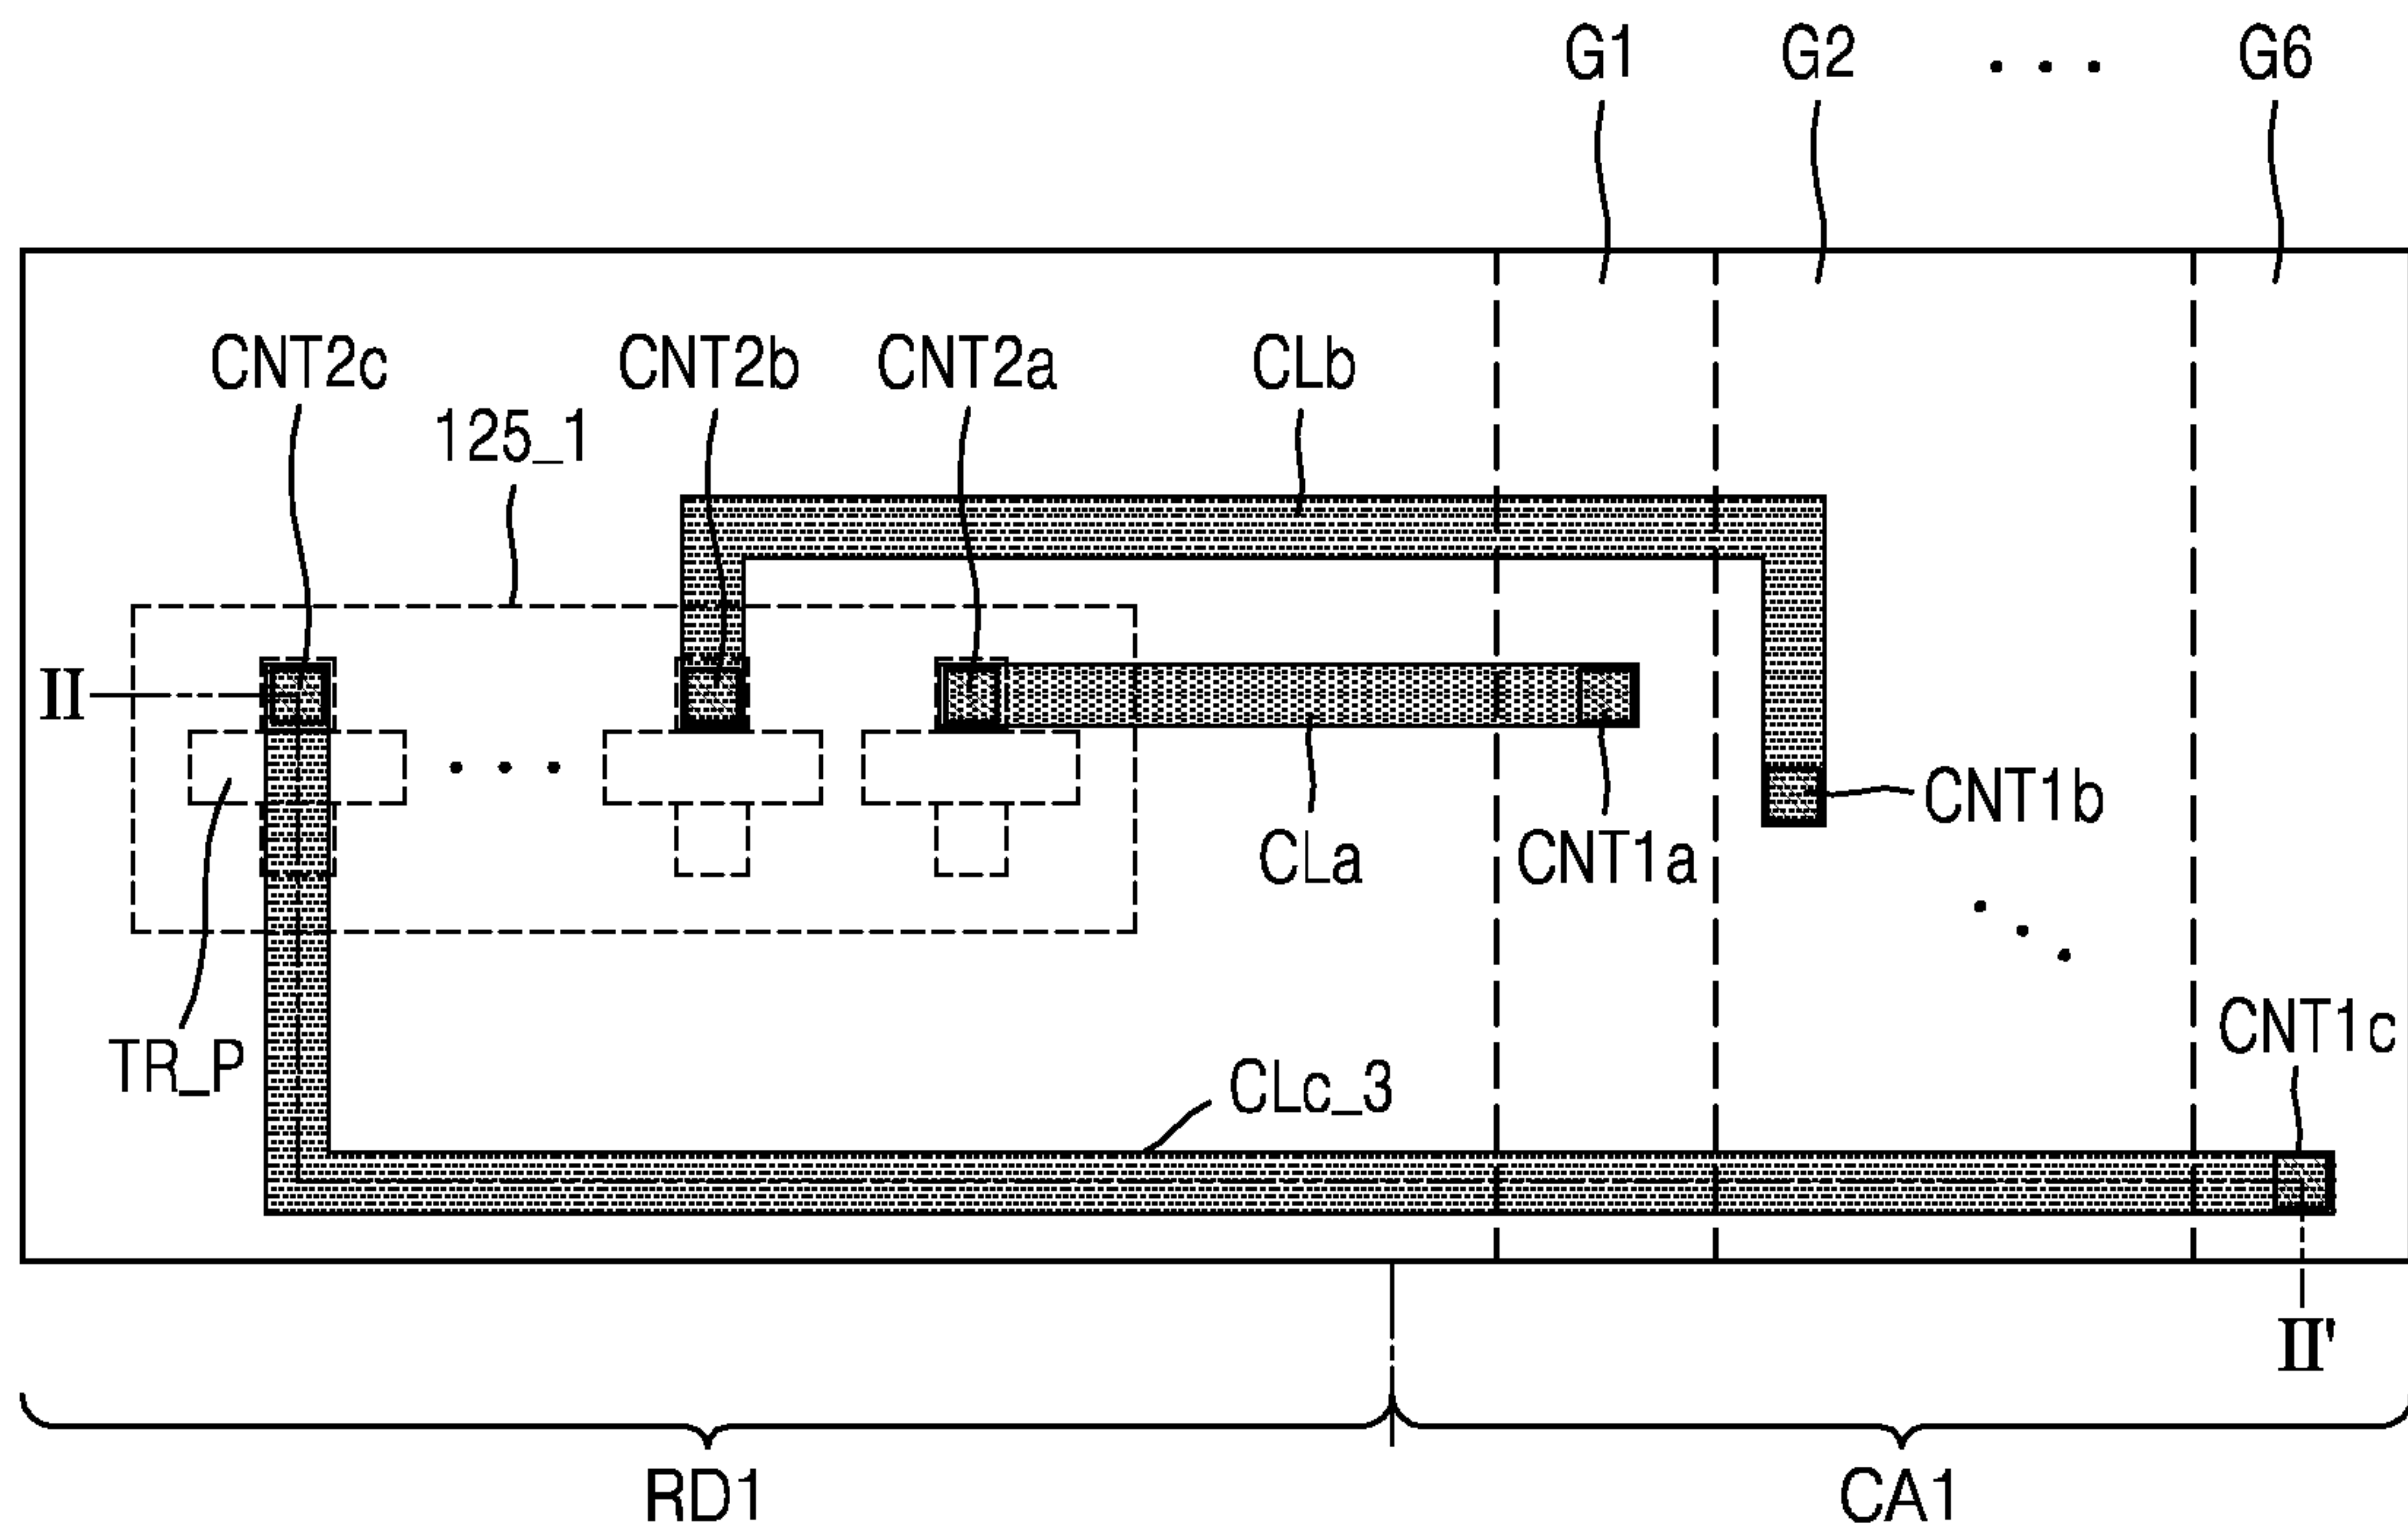 G1 G2 . . . G6
CNT2c CNT2b CNT2a CLb
125_1
II
. . .
CNT1b
CLa CNT1a
TR_P CNT1c
CLc_3
II'
RD1 CA1